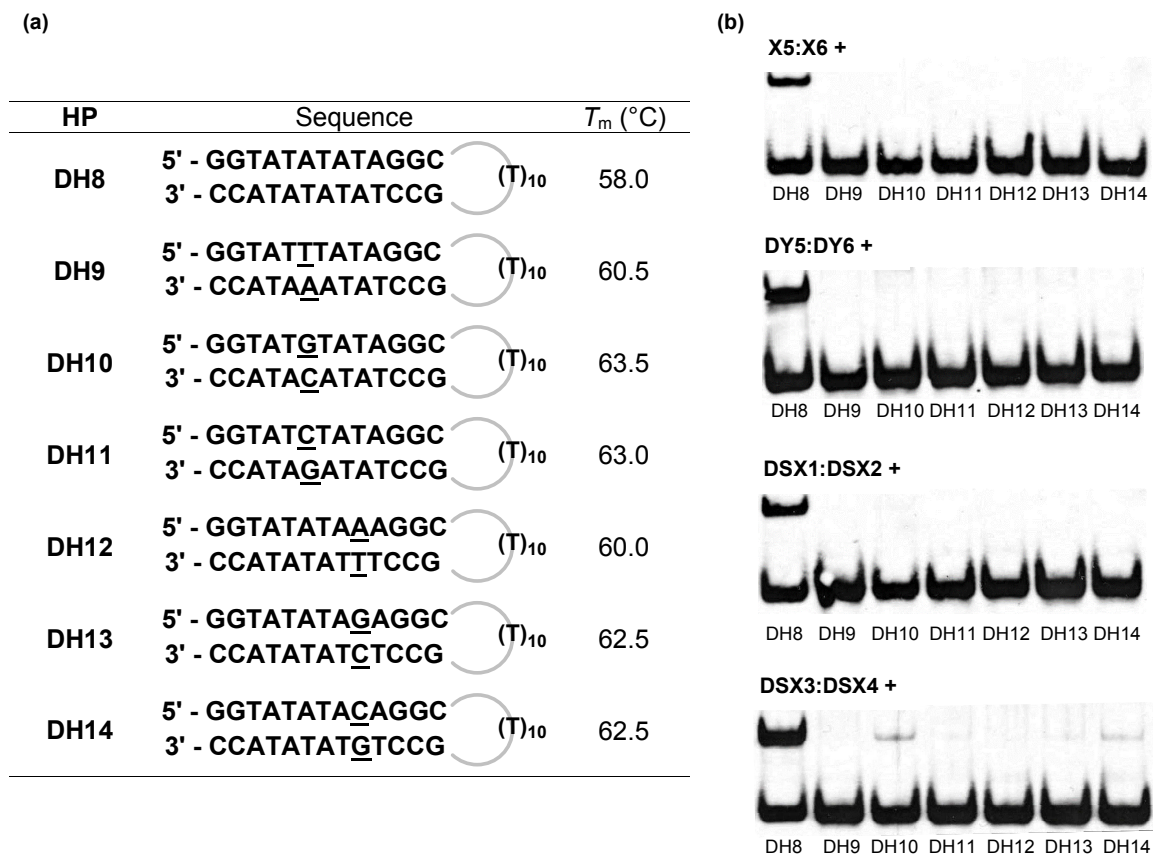 (a)
HP Sequence Tm (°C)
DH8 5' - GGTATATATAGGC
3' - CCATATATATCCG (T)10 58.0
DH9 5' - GGTATTTATAGGC
3' - CCATAAATATCCG (T)10 60.5
DH10 5' - GGTATGTATAGGC
3' - CCATACATATCCG (T)10 63.5
DH11 5' - GGTATCTATAGGC
3' - CCATAGATATCCG (T)10 63.0
DH12 5' - GGTATATAAAGGC
3' - CCATATATTTCCG (T)10 60.0
DH13 5' - GGTATATAGAGGC
3' - CCATATATCTCCG (T)10 62.5
DH14 5' - GGTATATACAGGC
3' - CCATATATGTCCG (T)10 62.5
(b)
X5:X6 +
DH8 DH9 DH10 DH11 DH12 DH13 DH14
DY5:DY6 +
DH8 DH9 DH10 DH11 DH12 DH13 DH14
DSX1:DSX2 +
DH8 DH9 DH10 DH11 DH12 DH13 DH14
DSX3:DSX4 +
DH8 DH9 DH10 DH11 DH12 DH13 DH14